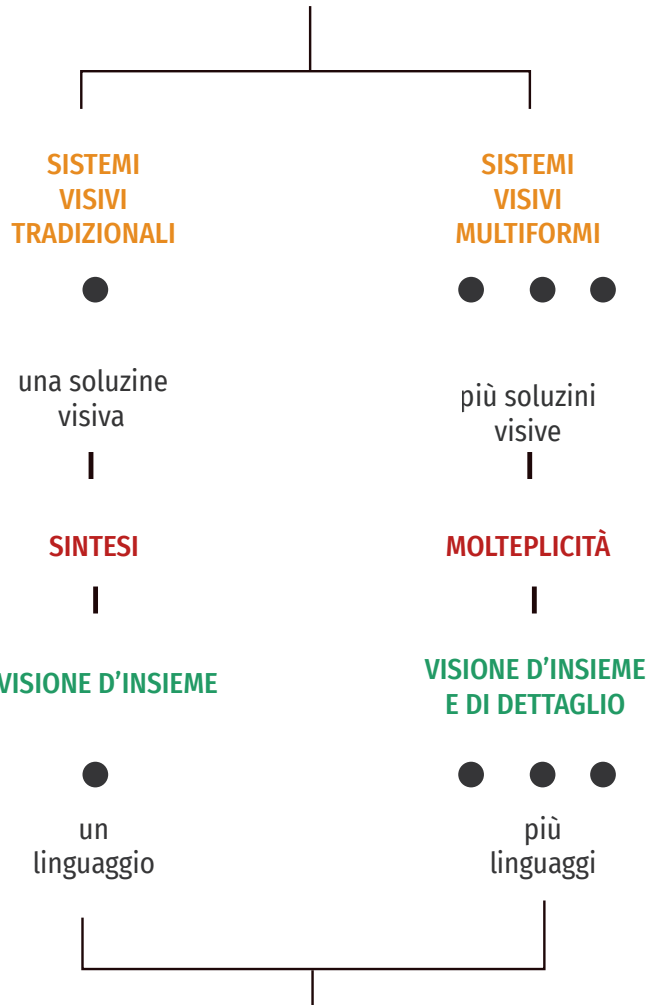 SISTEMI
VISIVI
TRADIZIONALI
una soluzine
visiva
SINTESI
VISIONE D’INSIEME
un
linguaggio
SISTEMI
VISIVI
MULTIFORMI
più soluzini
visive
MOLTEPLICITÀ
VISIONE D’INSIEME
E DI DETTAGLIO
più
linguaggi